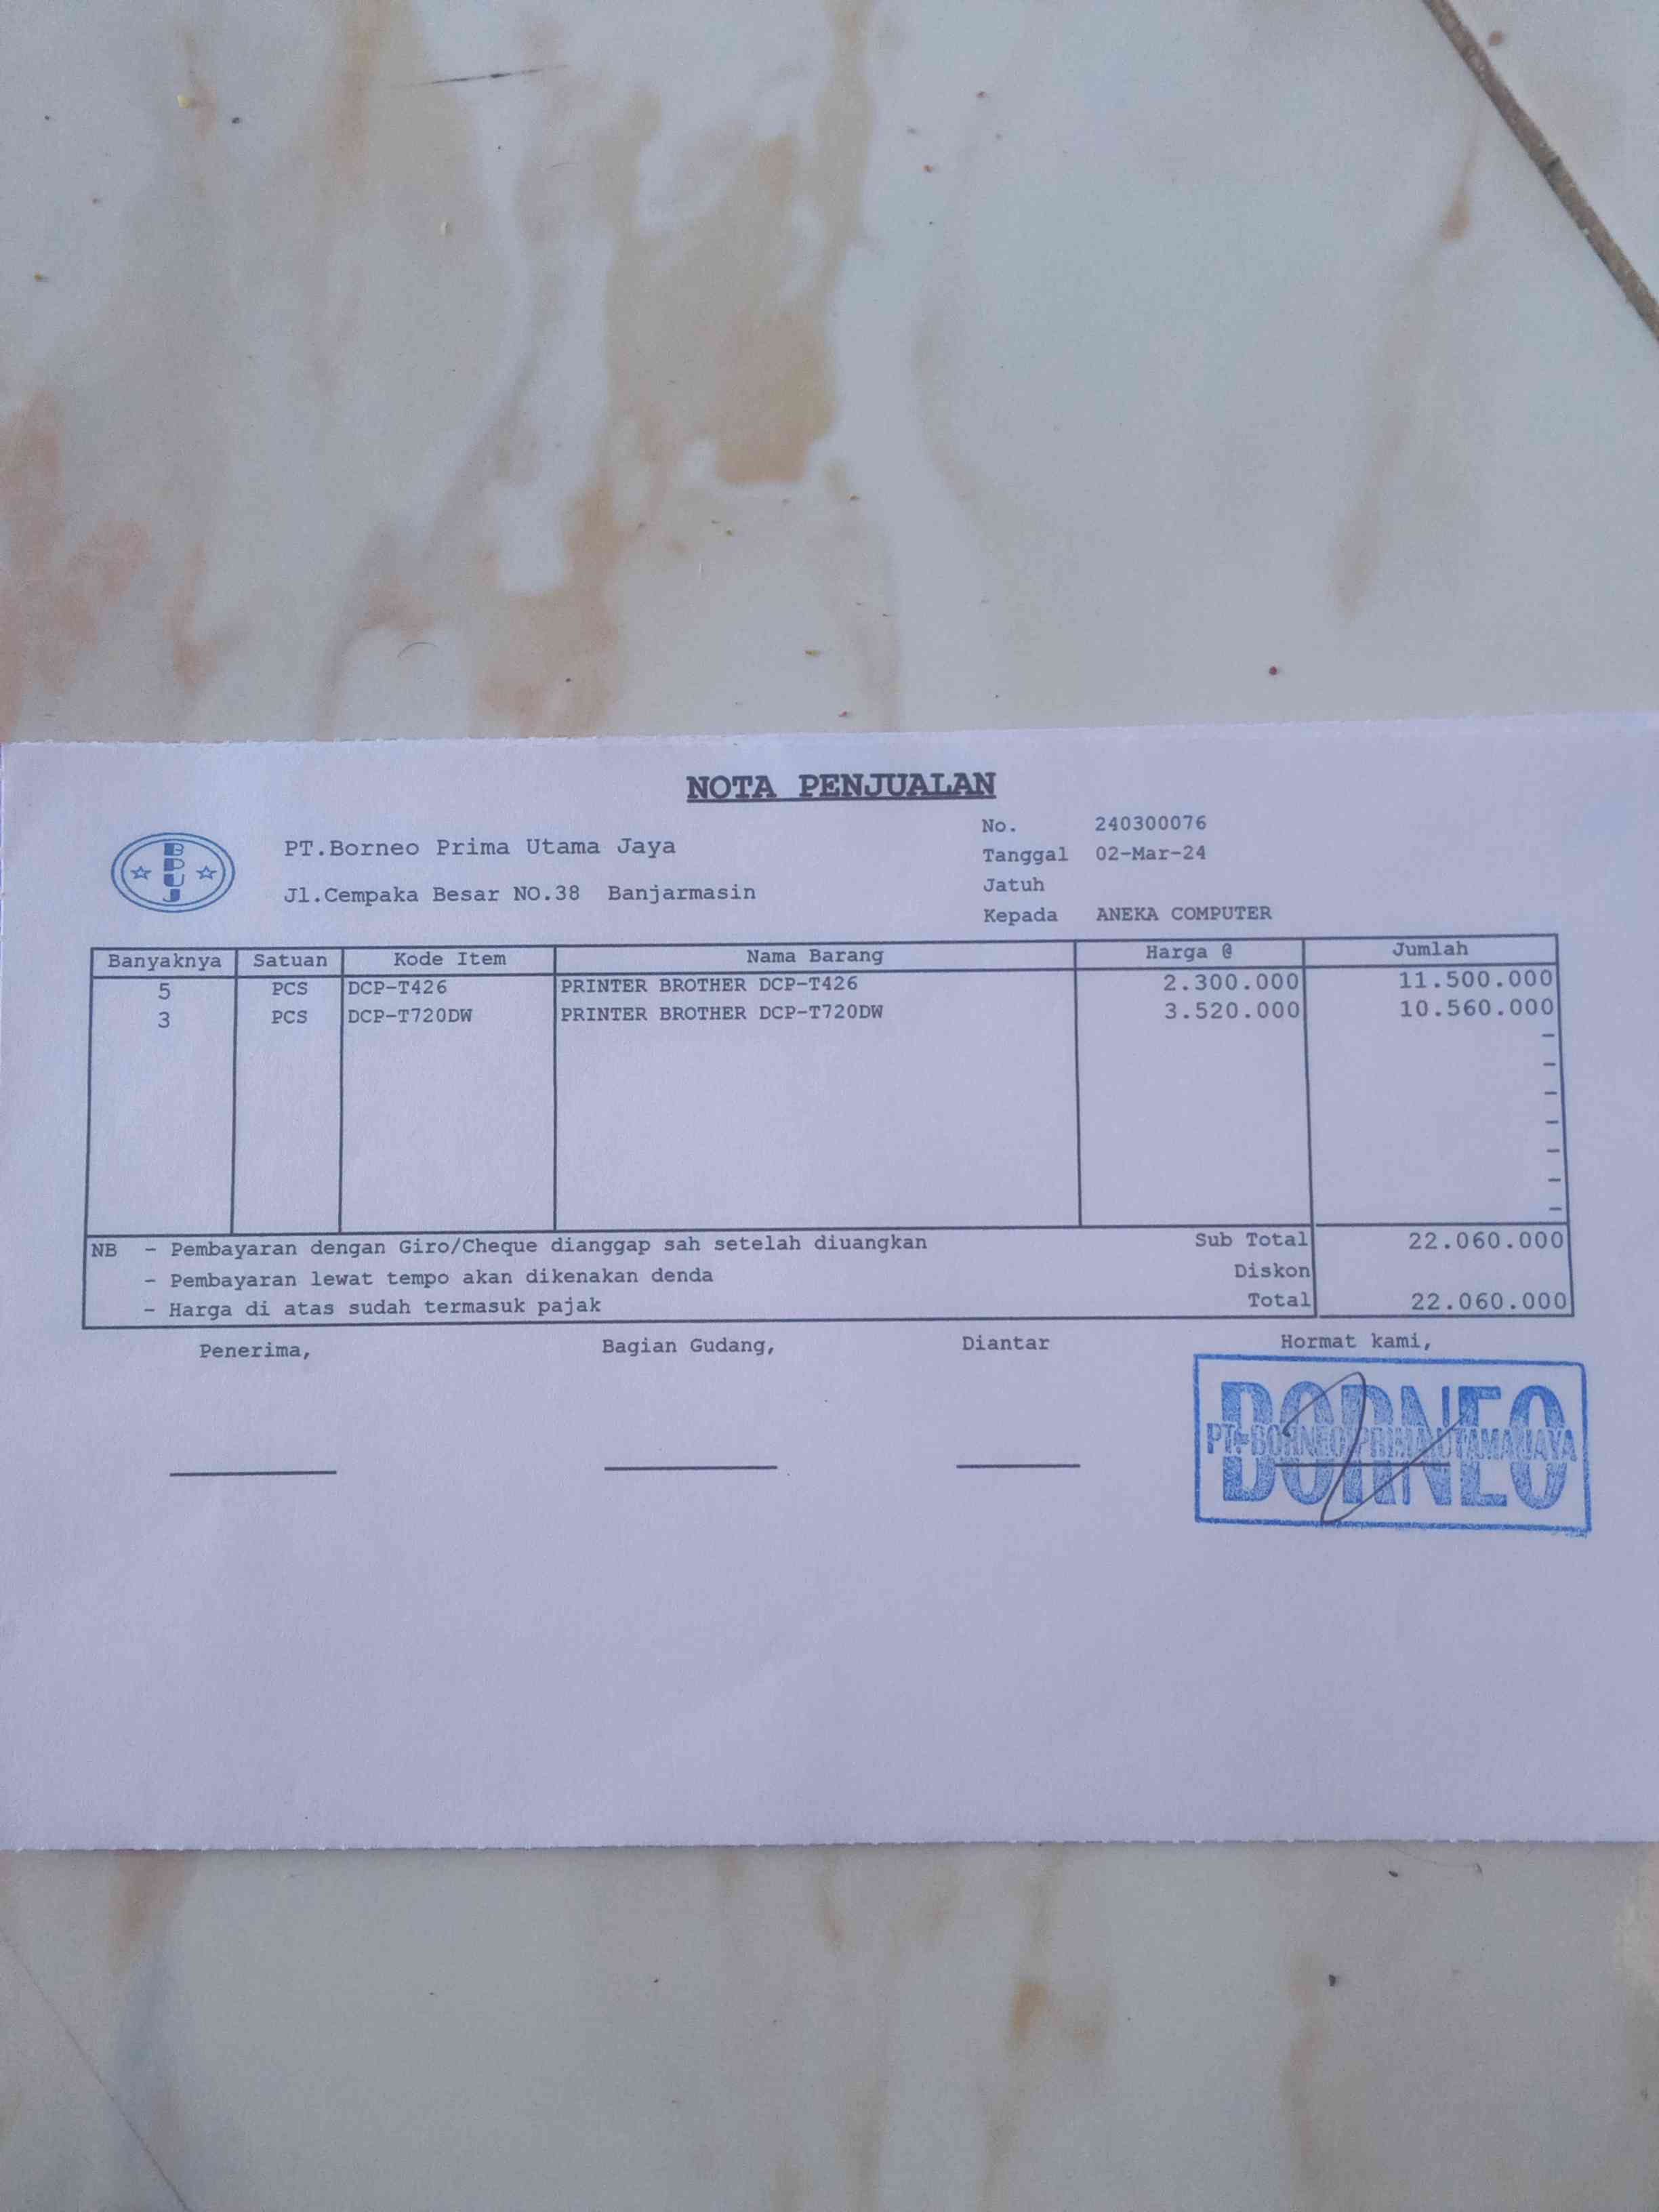 NOTA PENJUALAN
BPUJ
PT.Borneo Prima Utama Jaya
Jl.Cempaka Besar NO.38 Banjarmasin
No. 240300076
Tanggal 02-Mar-24
Jatuh
Kepada ANEKA COMPUTER
Banyaknya Satuan Kode Item Nama Barang Harga @ Jumlah
5 PCS DCP-T426 PRINTER BROTHER DCP-T426 2.300.000 11.500.000
3 PCS DCP-T720DW PRINTER BROTHER DCP-T720DW 3.520.000 10.560.000
-
-
-
-
-
-
-
NB - Pembayaran dengan Giro/Cheque dianggap sah setelah diuangkan Sub Total 22.060.000
- Pembayaran lewat tempo akan dikenakan denda Diskon
- Harga di atas sudah termasuk pajak Total 22.060.000
Penerima, Bagian Gudang, Diantar Hormat kami,
BORNEO
PT. BORNEO PRIMA UTAMA JAYA